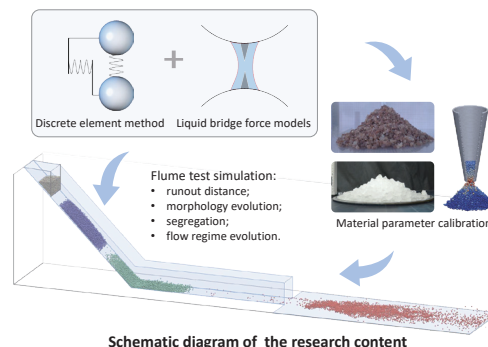 Discrete element method
Liquid bridge force models
Flume test simulation:
• runout distance;
• morphology evolution;
• segregation;
• flow regime evolution.
Material parameter calibration
Schematic diagram of the research content